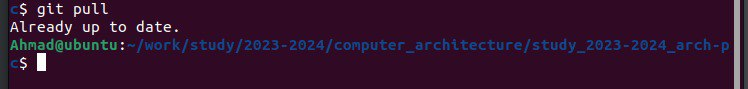 c$ git pull
Already up to date.
Ahmad@ubuntu:~/work/study/2023-2024/computer_architecture/study_2023-2024_arch-p
c$